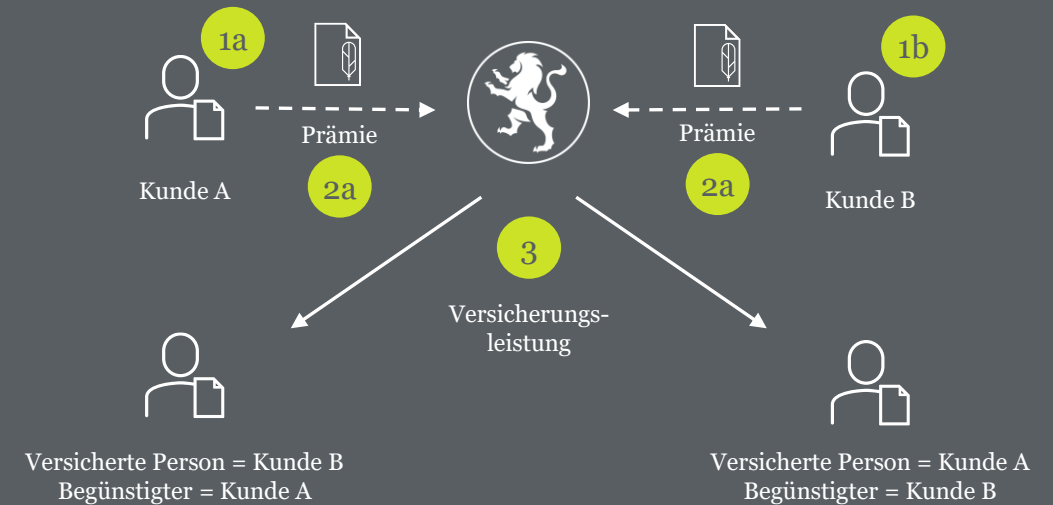 1a
1b
Prämie
Prämie
2a
2a
Kunde A
Kunde B
3
Versicherungs-
leistung
Versicherte Person = Kunde B
Begünstigter = Kunde A
Versicherte Person = Kunde A
Begünstigter = Kunde B